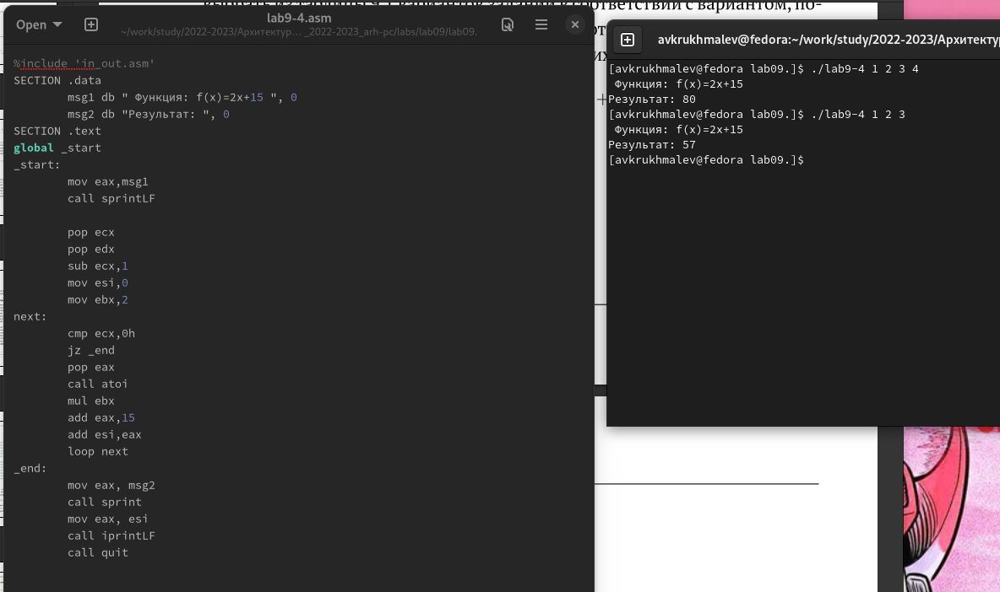 Open
lab9-4.asm
~/work/study/2022-2023/Архитектур… _2022-2023_arh-pc/labs/lab09/lab09.
%include 'in_out.asm'
SECTION .data
msg1 db " Функция: f(x)=2x+15 ", 0
msg2 db "Результат: ", 0
SECTION .text
global _start
_start:
mov eax,msg1
call sprintLF
pop ecx
pop edx
sub ecx,1
mov esi,0
mov ebx,2
next:
cmp ecx,0h
jz _end
pop eax
call atoi
mul ebx
add eax,15
add esi,eax
loop next
_end:
mov eax, msg2
call sprint
mov eax, esi
call iprintLF
call quit
avkrukhmalev@fedora:~/work/study/2022-2023/Архитекту
[avkrukhmalev@fedora lab09.]$ ./lab9-4 1 2 3 4
Функция: f(x)=2x+15
Результат: 80
[avkrukhmalev@fedora lab09.]$ ./lab9-4 1 2 3
Функция: f(x)=2x+15
Результат: 57
[avkrukhmalev@fedora lab09.]$